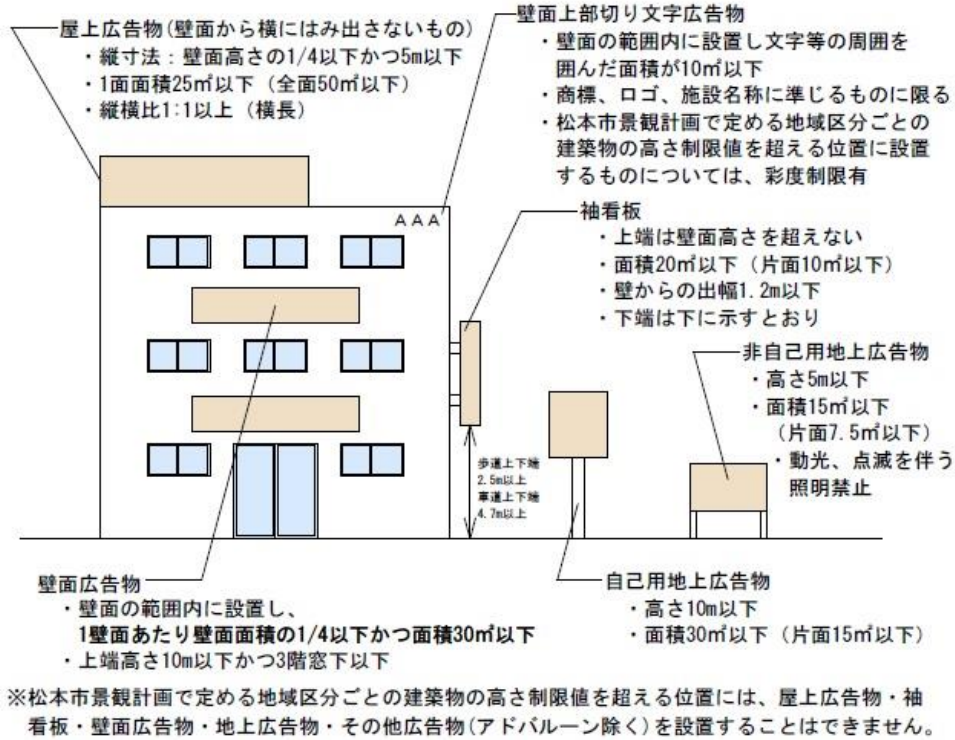 屋上広告物(壁面から横にはみ出さないもの)
・縦寸法：壁面高さの1/4以下かつ5m以下
・1面面積25㎡以下（全面50㎡以下）
・縦横比1:1以上（横長）
壁面上部切り文字広告物
・壁面の範囲内に設置し文字等の周囲を
囲んだ面積が10㎡以下
・商標、ロゴ、施設名称に準じるものに限る
・松本市景観計画で定める地域区分ごとの
建築物の高さ制限値を超える位置に設置
するものについては、彩度制限有
AAA
袖看板
・上端は壁面高さを超えない
・面積20㎡以下（片面10㎡以下）
・壁からの出幅1.2m以下
・下端は下に示すとおり
非自己用地上広告物
・高さ5m以下
・面積15㎡以下
（片面7.5㎡以下）
・動光、点滅を伴う
照明禁止
歩道上下端
2.5m以上
車道上下端
4.7m以上
壁面広告物
・壁面の範囲内に設置し、
1壁面あたり壁面面積の1/4以下かつ面積30㎡以下
・上端高さ10m以下かつ3階窓下以下
自己用地上広告物
・高さ10m以下
・面積30㎡以下（片面15㎡以下）
※松本市景観計画で定める地域区分ごとの建築物の高さ制限値を超える位置には、屋上広告物・袖
看板・壁面広告物・地上広告物・その他広告物(アドバルーン除く)を設置することはできません。